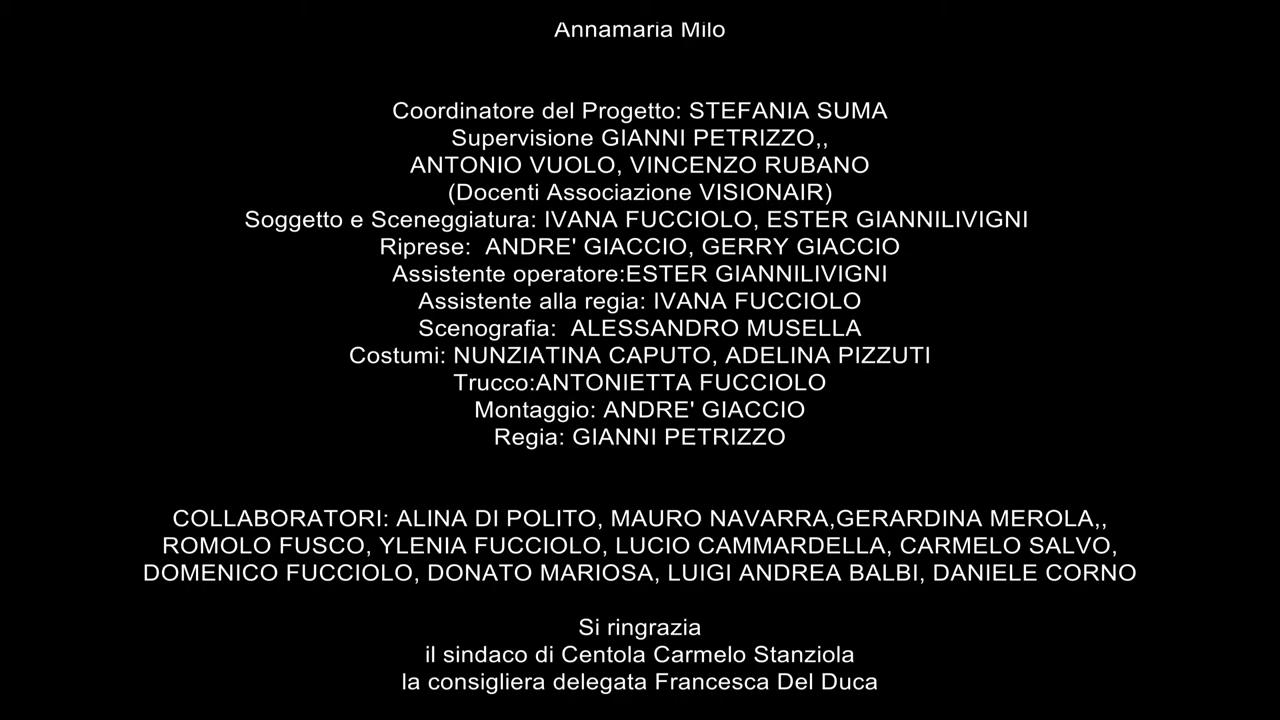 Annamaria Milo
Coordinatore del Progetto: STEFANIA SUMA
Supervisione GIANNI PETRIZZO,,
ANTONIO VUOLO, VINCENZO RUBANO
(Docenti Associazione VISIONAIR)
Soggetto e Sceneggiatura: IVANA FUCCIOLO, ESTER GIANNILIVIGNI
Riprese:  ANDRE' GIACCIO, GERRY GIACCIO
Assistente operatore:ESTER GIANNILIVIGNI
Assistente alla regia: IVANA FUCCIOLO
Scenografia:  ALESSANDRO MUSELLA
Costumi: NUNZIATINA CAPUTO, ADELINA PIZZUTI
Trucco:ANTONIETTA FUCCIOLO
Montaggio: ANDRE' GIACCIO
Regia: GIANNI PETRIZZO
COLLABORATORI: ALINA DI POLITO, MAURO NAVARRA,GERARDINA MEROLA,,
ROMOLO FUSCO, YLENIA FUCCIOLO, LUCIO CAMMARDELLA, CARMELO SALVO,
DOMENICO FUCCIOLO, DONATO MARIOSA, LUIGI ANDREA BALBI, DANIELE CORNO
Si ringrazia
il sindaco di Centola Carmelo Stanziola
la consigliera delegata Francesca Del Duca